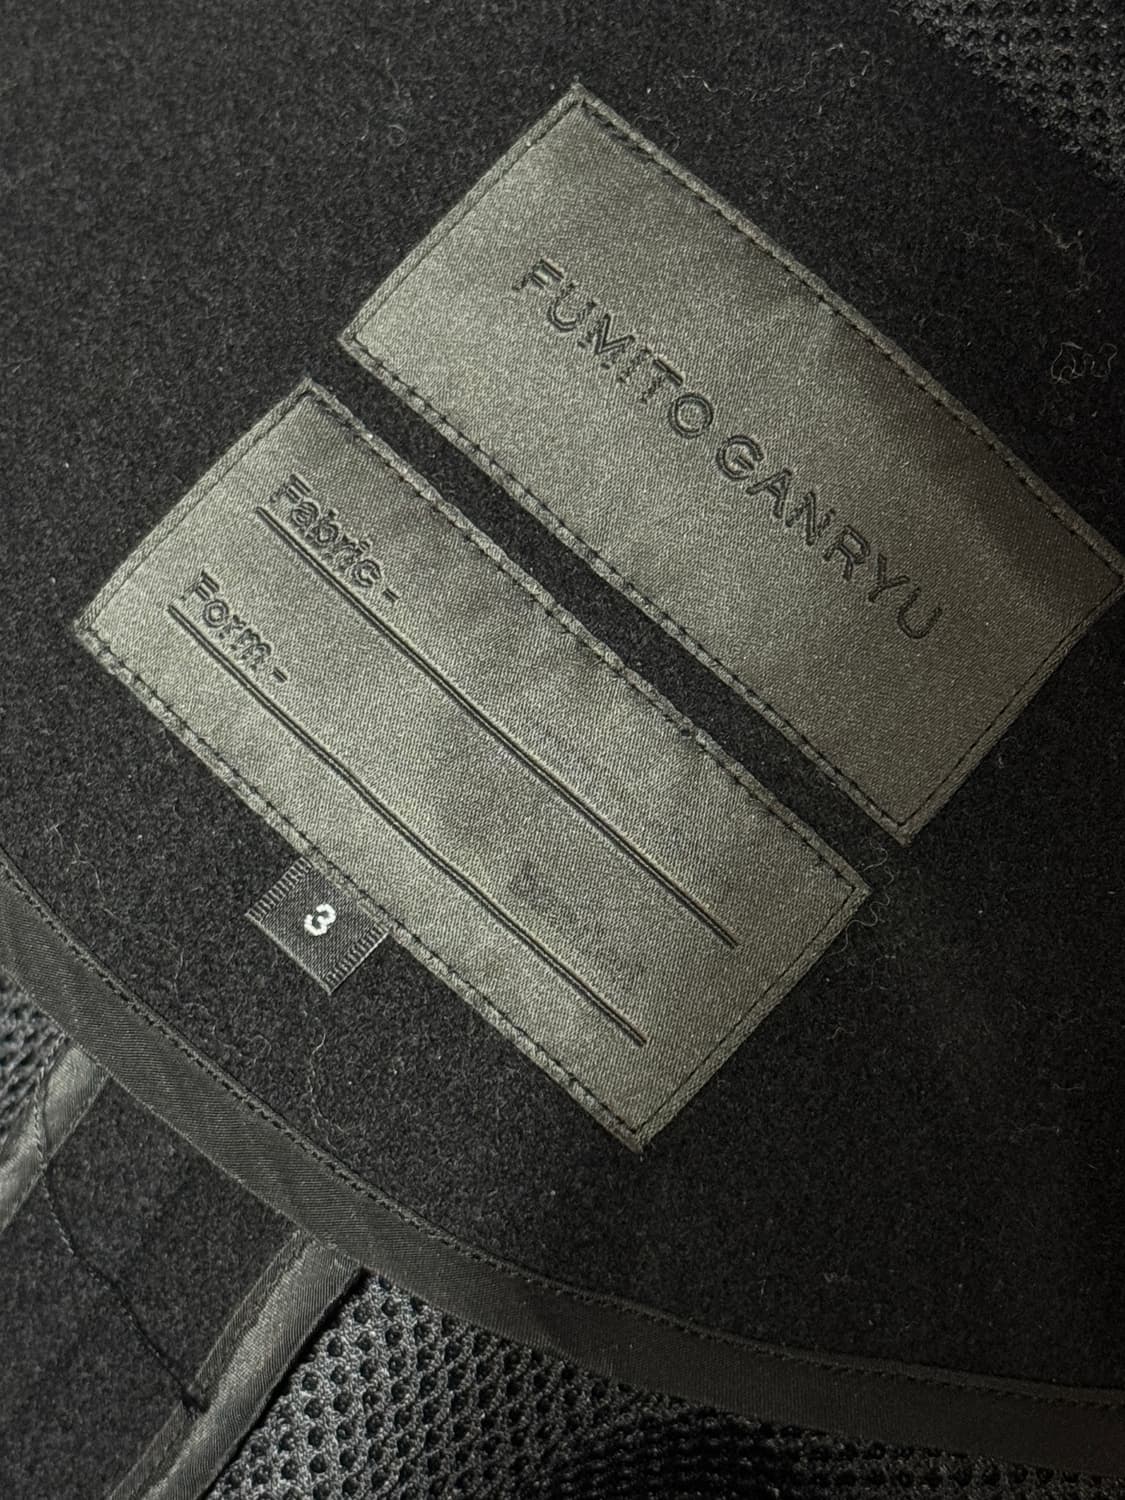 FUMITO GANRYU
Fabric -
Form -
3